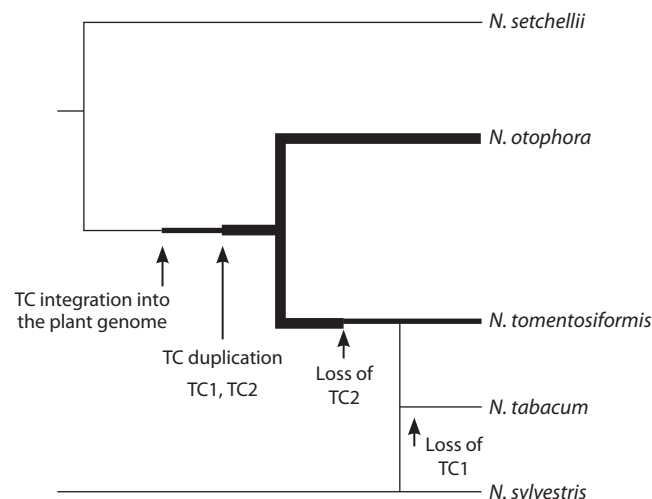 N. setchellii
N. otophora
TC integration into
the plant genome
TC duplication
TC1, TC2
Loss of
TC2
N. tomentosiformis
N. tabacum
Loss of
TC1
N. sylvestris